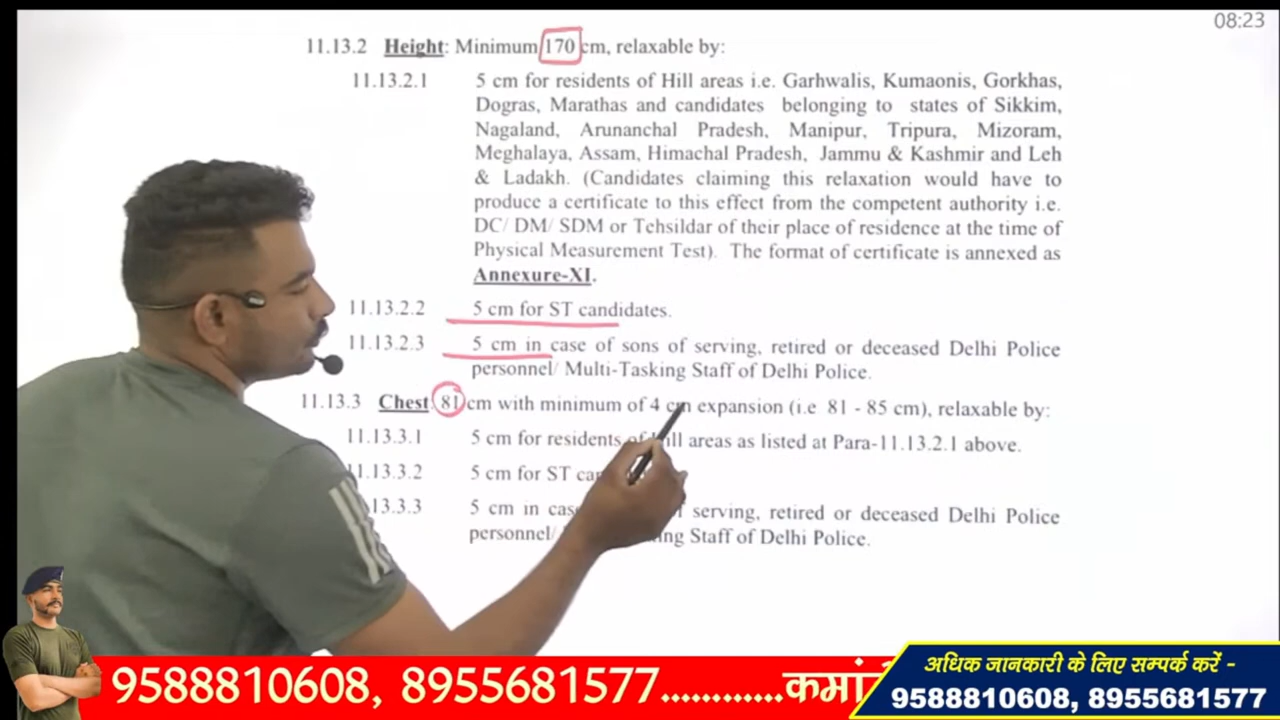 08:23
11.13.2 Height: Minimum 170 cm, relaxable by:
11.13.2.1 5 cm for residents of Hill areas i.e. Garhwalis, Kumaonis, Gorkhas,
Dogras, Marathas and candidates belonging to states of Sikkim,
Nagaland, Arunanchal Pradesh, Manipur, Tripura, Mizoram,
Meghalaya, Assam, Himachal Pradesh, Jammu & Kashmir and Leh
& Ladakh. (Candidates claiming this relaxation would have to
produce a certificate to this effect from the competent authority i.e.
DC/ DM/ SDM or Tehsildar of their place of residence at the time of
Physical Measurement Test). The format of certificate is annexed as
Annexure-XI.
11.13.2.2 5 cm for ST candidates.
11.13.2.3 5 cm in case of sons of serving, retired or deceased Delhi Police
personnel/ Multi-Tasking Staff of Delhi Police.
11.13.3 Chest: 81 cm with minimum of 4 cm expansion (i.e 81 - 85 cm), relaxable by:
11.13.3.1 5 cm for residents of Hill areas as listed at Para-11.13.2.1 above.
11.13.3.2 5 cm for ST
13.3.3 5 cm in serving, retired or deceased Delhi Police
personnel/ Staff of Delhi Police.
9588810608, 8955681577............
अधिक जानकारी के लिए सम्पर्क करें -
9588810608, 8955681577